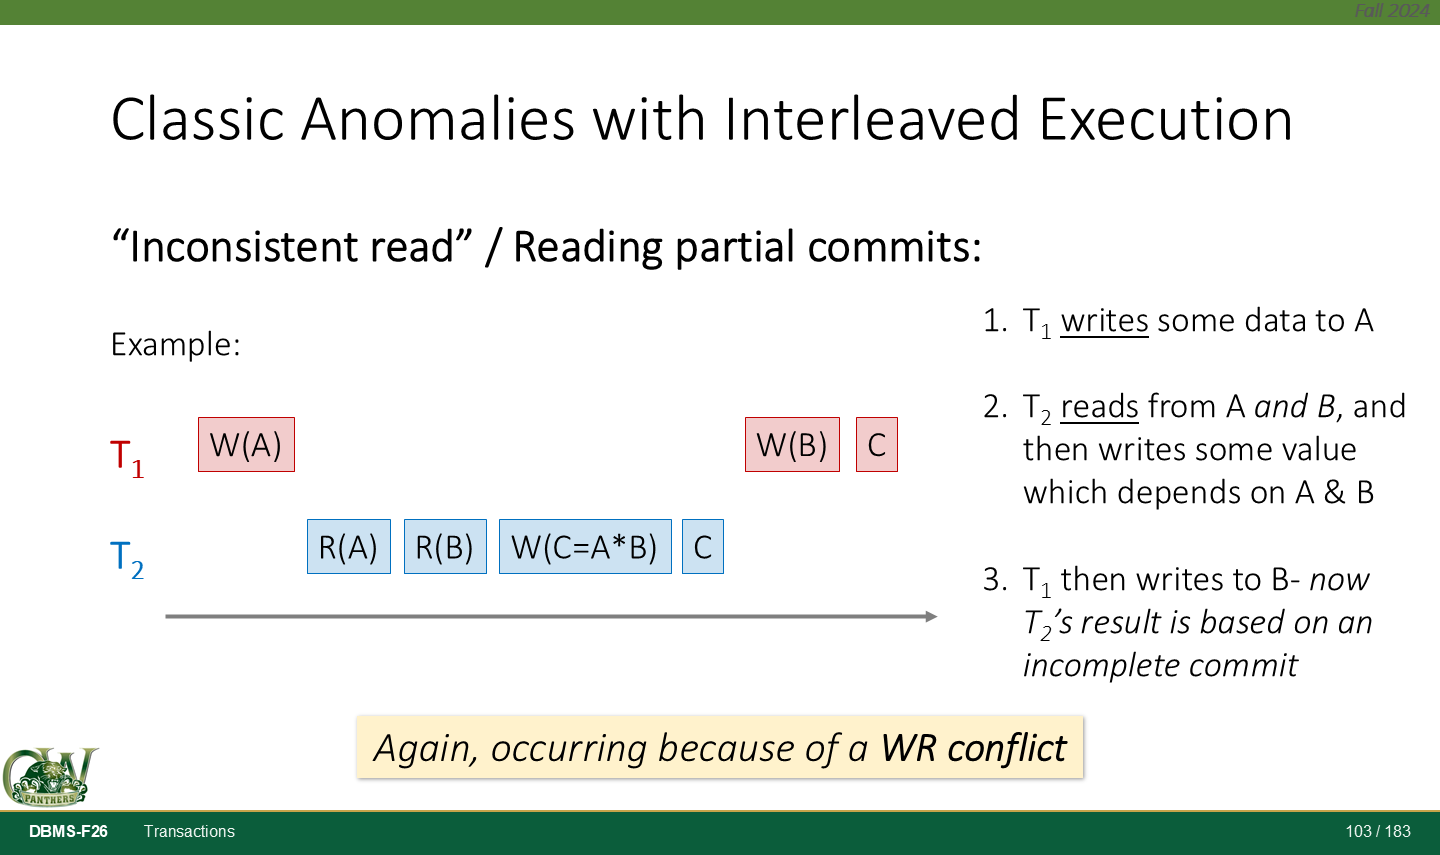 Fall 2024
Classic Anomalies with Interleaved Execution
“Inconsistent read” / Reading partial commits:
Example:
T1 W(A) W(B) C
T2 R(A) R(B) W(C=A*B) C
1. T1 writes some data to A
2. T2 reads from A and B, and
then writes some value
which depends on A & B
3. T1 then writes to B- now
T2’s result is based on an
incomplete commit
Again, occurring because of a WR conflict
CW
PANTHERS
DBMS-F26 Transactions 103 / 183